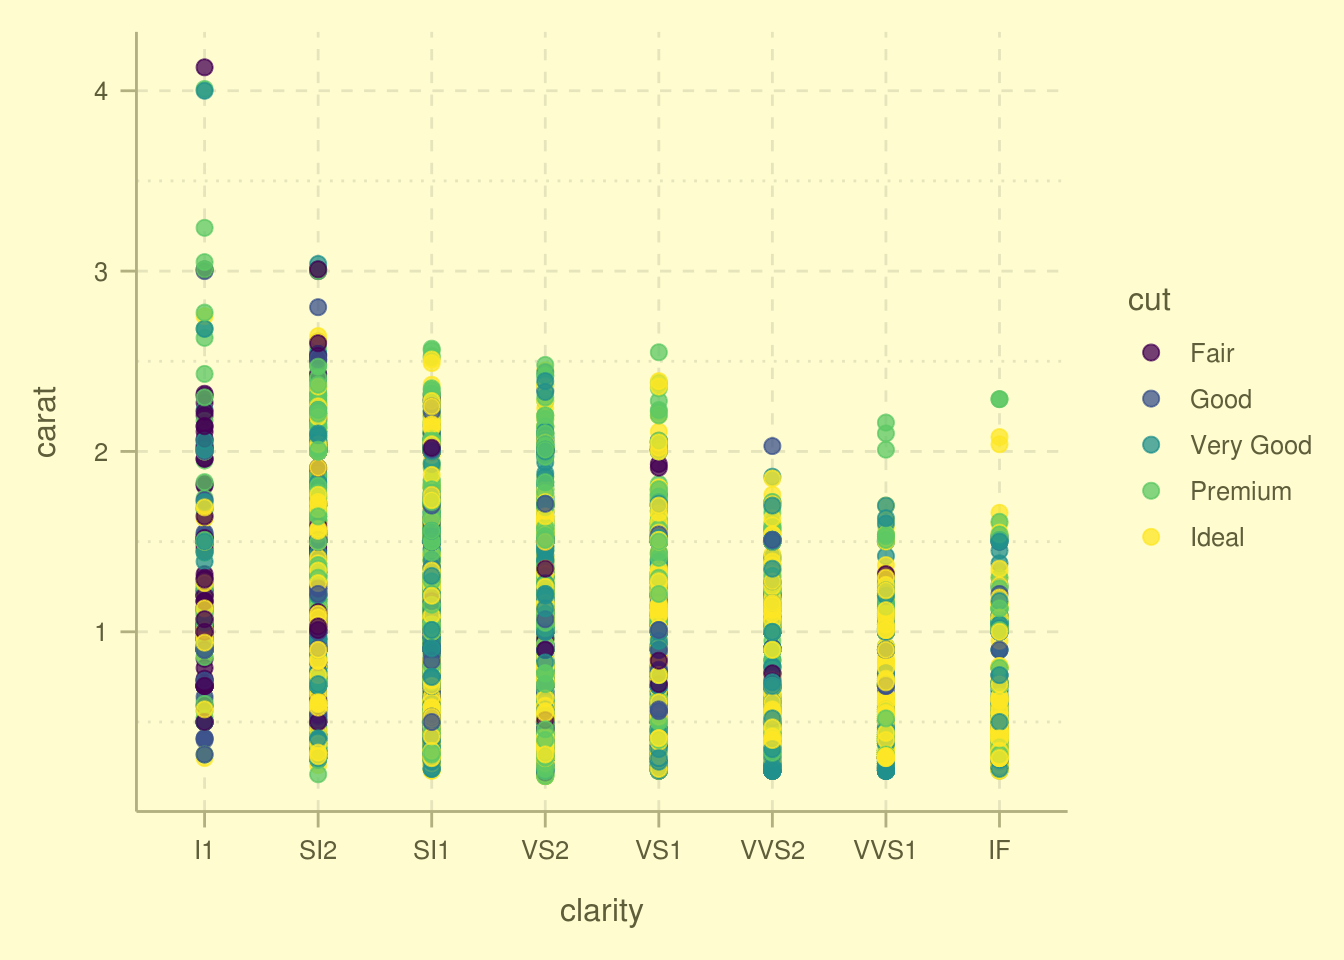 4
3
2
1
carat
I1 SI2 SI1 VS2 VS1 VVS2 VVS1 IF
clarity
cut
Fair
Good
Very Good
Premium
Ideal